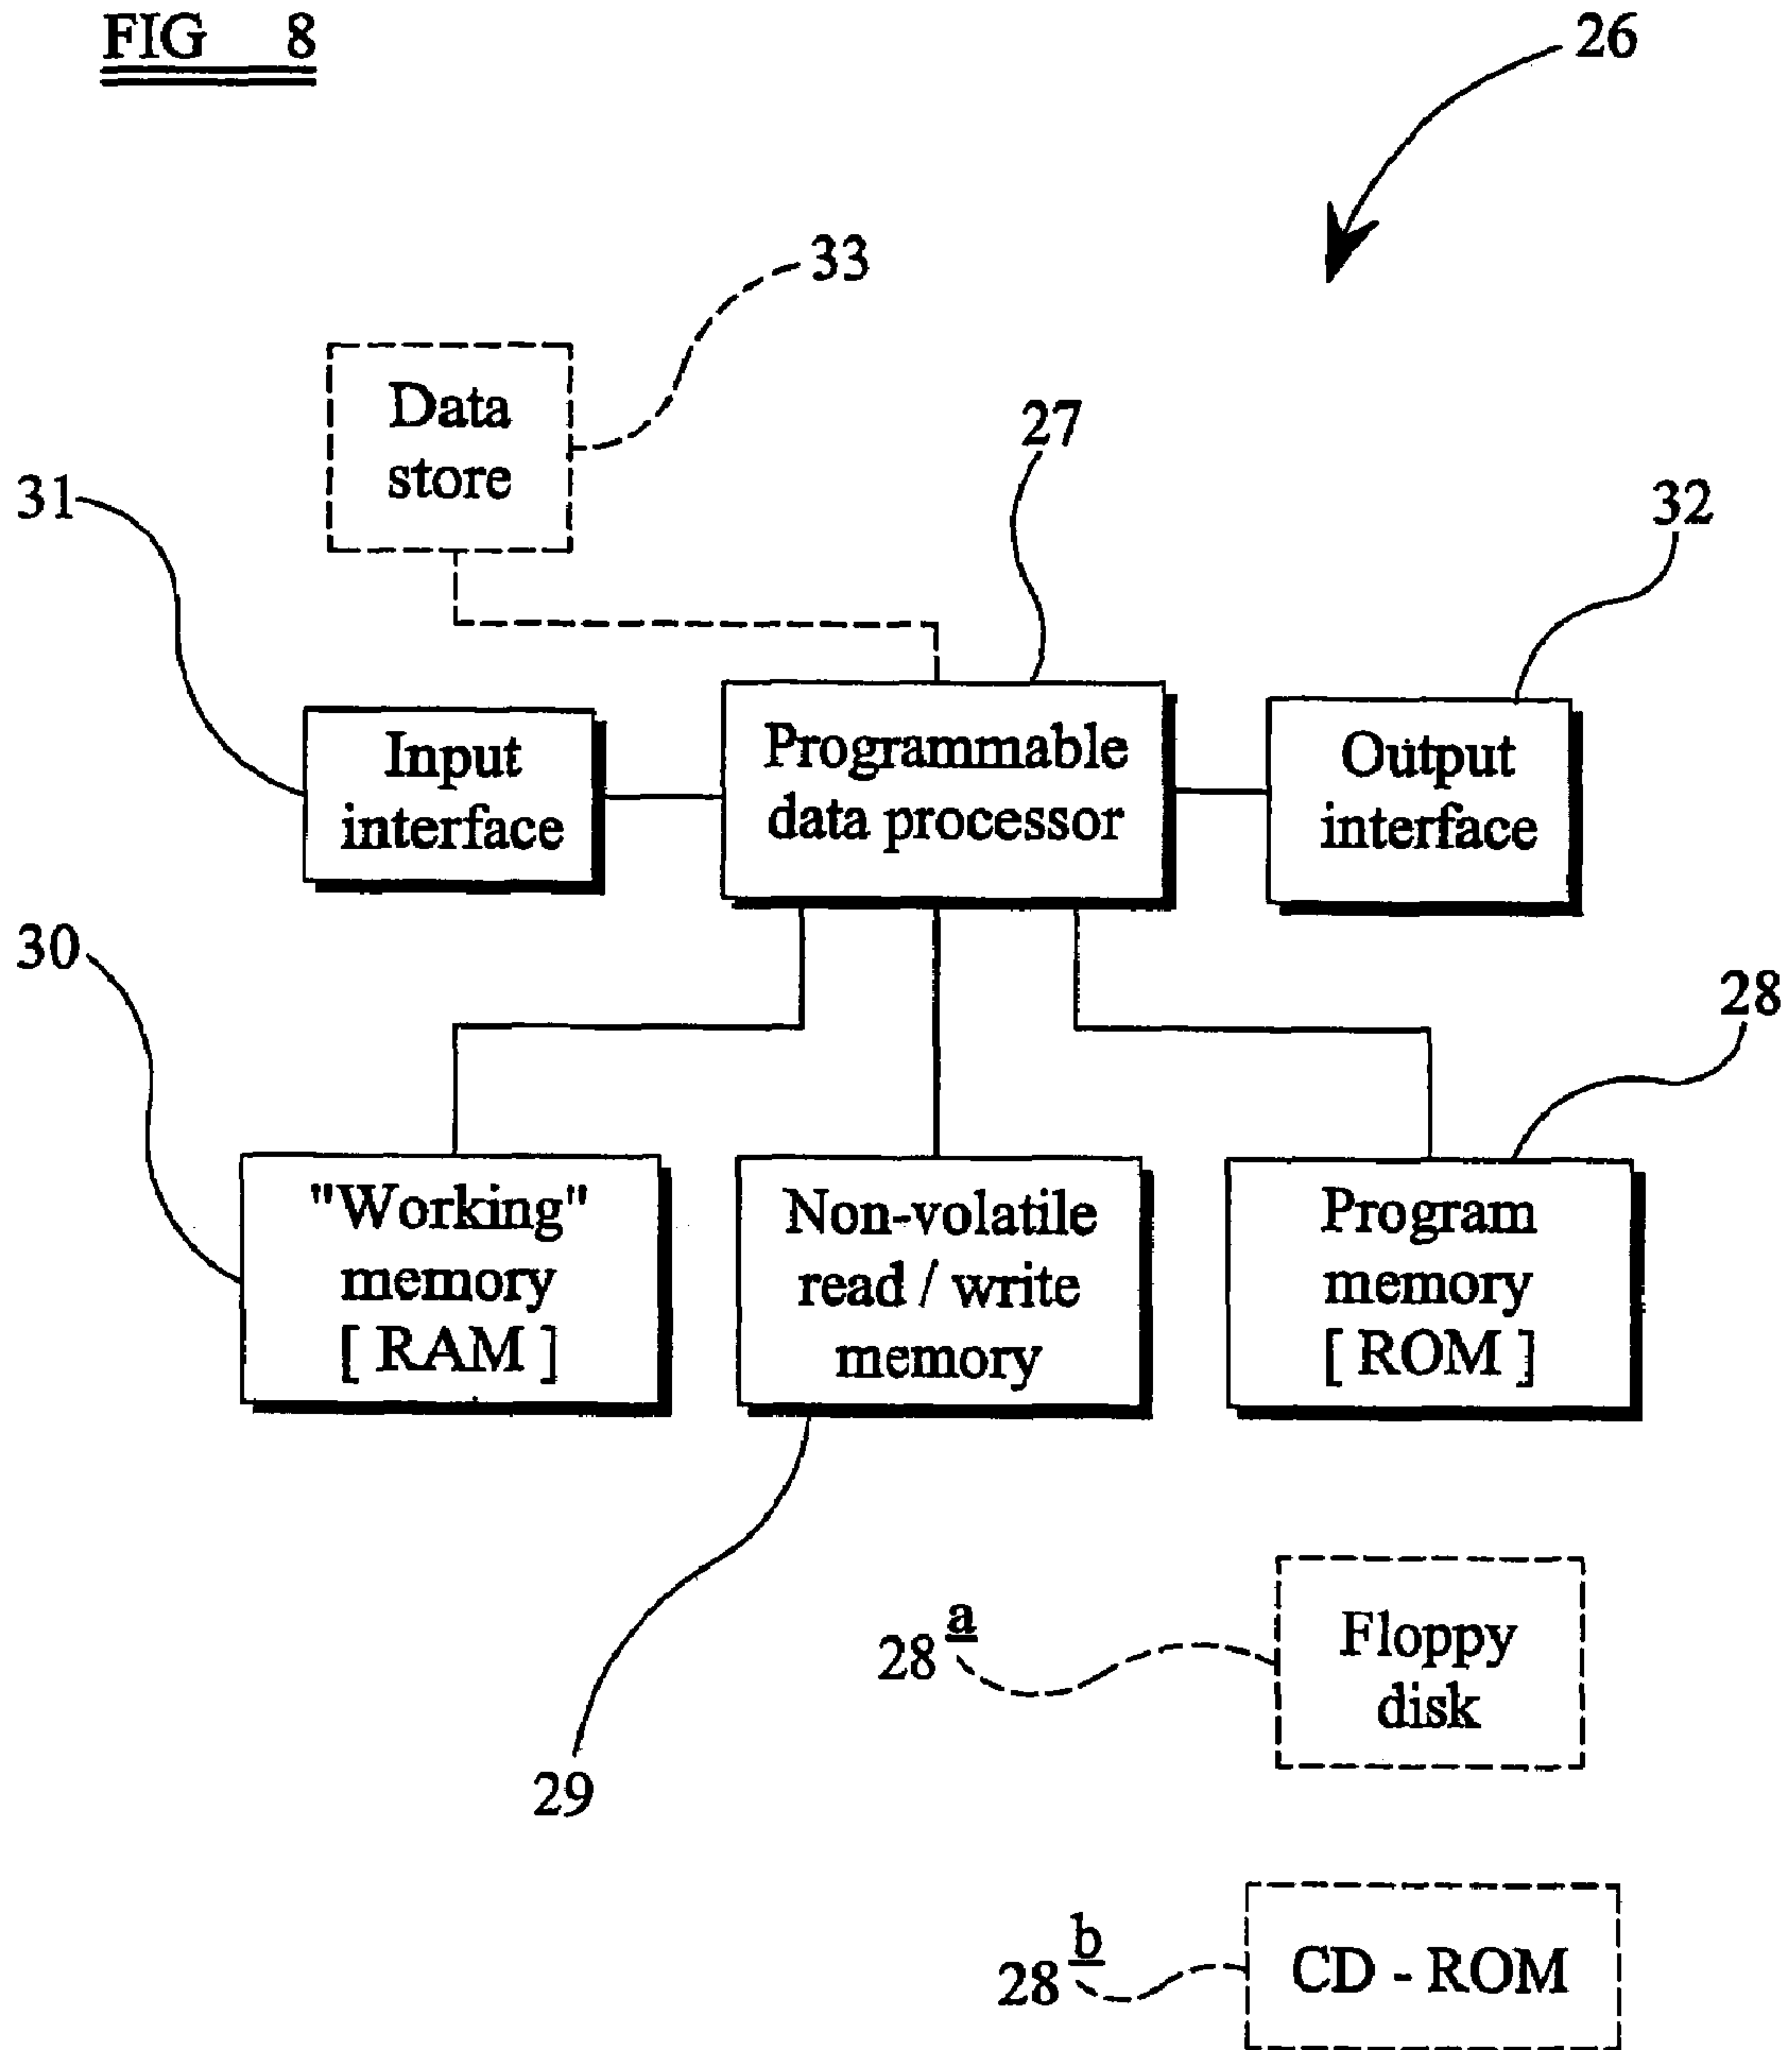 FIG 8
26
33
Data
store
27
31
32
Input
interface
Programmable
data processor
Output
interface
30
28
"Working"
memory
[ RAM ]
Non-volatile
read / write
memory
Program
memory
[ ROM ]
28a
Floppy
disk
29
28b
CD - ROM